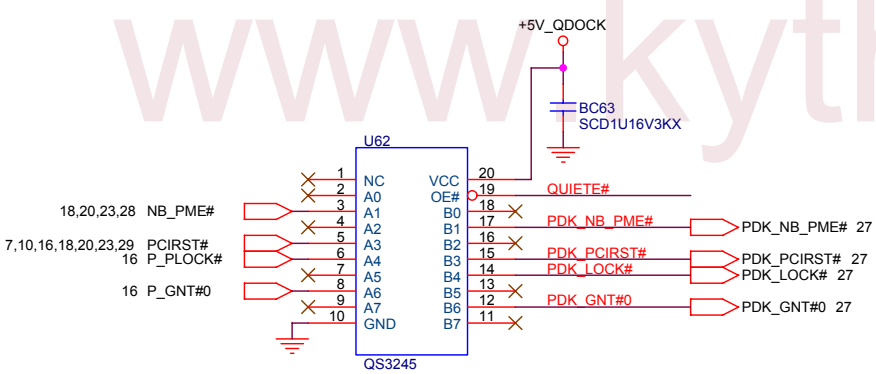 www.kyth
+5V_QDOCK
BC63
SCD1U16V3KX
U62
1 NC VCC 20
2 A0 OE# 19 QUIETE#
18,20,23,28 NB_PME# 3 A1 B0 18
4 A2 B1 17 PDK_NB_PME# PDK_NB_PME# 27
7,10,16,18,20,23,29 PCIRST# 5 A3 B2 16
16 P_PLOCK# 6 A4 B3 15 PDK_PCIRST# PDK_PCIRST# 27
7 A5 B4 14 PDK_LOCK# PDK_LOCK# 27
16 P_GNT#0 8 A6 B5 13
9 A7 B6 12 PDK_GNT#0 PDK_GNT#0 27
10 GND B7 11
QS3245